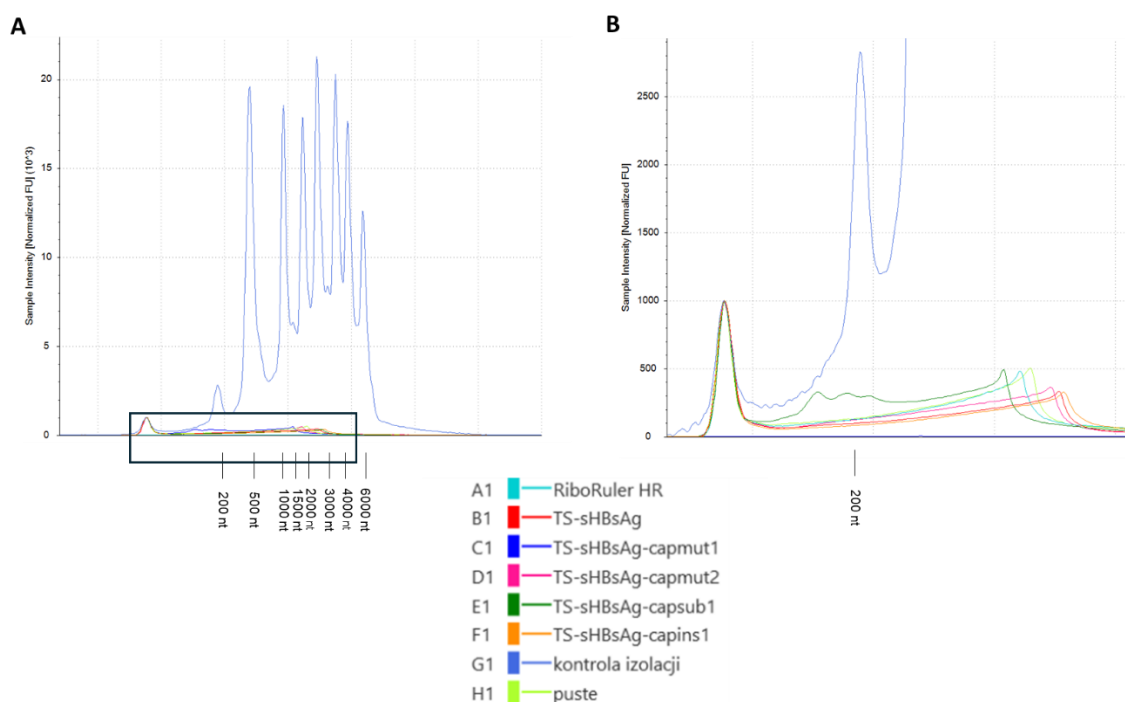 A
B
Sample Intensity [Normalized FU] (10^3)
20
15
10
5
0
200 nt
500 nt
1000 nt
1500 nt
2000 nt
3000 nt
4000 nt
6000 nt
Sample Intensity [Normalized FU]
2500
2000
1500
1000
500
0
200 nt
A1 RiboRuler HR
B1 TS-sHBsAg
C1 TS-sHBsAg-capmut1
D1 TS-sHBsAg-capmut2
E1 TS-sHBsAg-capsub1
F1 TS-sHBsAg-capins1
G1 kontrola izolacji
H1 puste